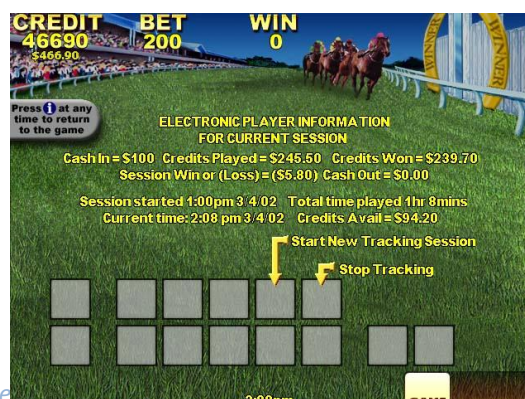 CREDIT BET WIN
46690 200 0
$466.90
WINNER
WINNER
Press i at any
time to return
to the game
ELECTRONIC PLAYER INFORMATION
FOR CURRENT SESSION
Cash In = $100 Credits Played = $245.50 Credits Won = $239.70
Session Win or (Loss) = ($5.80) Cash Out = $0.00
Session started 1:00pm 3/4/02 Total time played 1hr 8mins
Current time: 2:08 pm 3/4/02 Credits Avail = $94.20
Start New Tracking Session
Stop Tracking